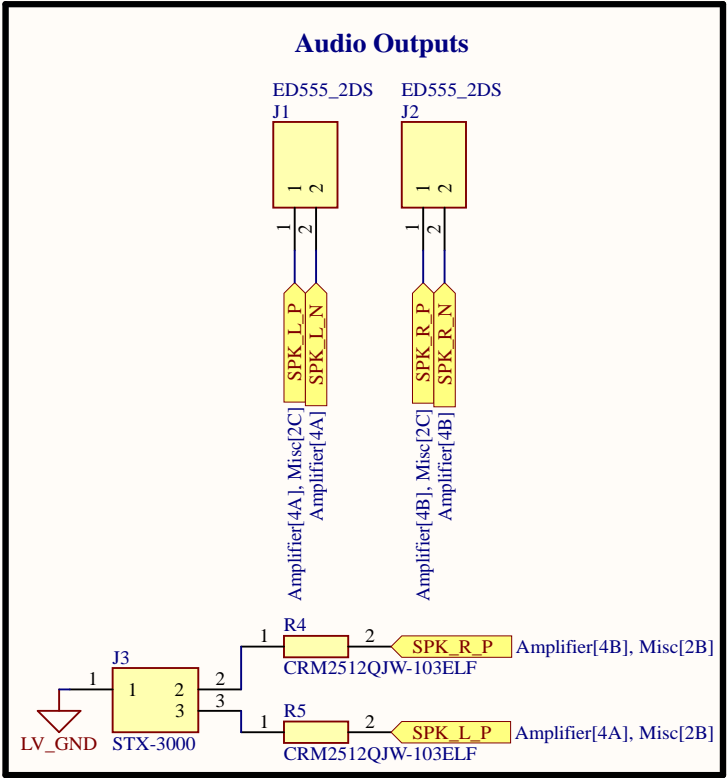 Audio Outputs
ED555_2DS
J1
1
2
1
2
SPK_L_P
SPK_L_N
Amplifier[4A], Misc[2C]
Amplifier[4A]
ED555_2DS
J2
1
2
1
2
SPK_R_P
SPK_R_N
Amplifier[4B], Misc[2C]
Amplifier[4B]
R4
1
2
SPK_R_P
Amplifier[4B], Misc[2B]
CRM2512QJW-103ELF
J3
1
1
2
2
3
3
LV_GND
STX-3000
R5
1
2
SPK_L_P
Amplifier[4A], Misc[2B]
CRM2512QJW-103ELF